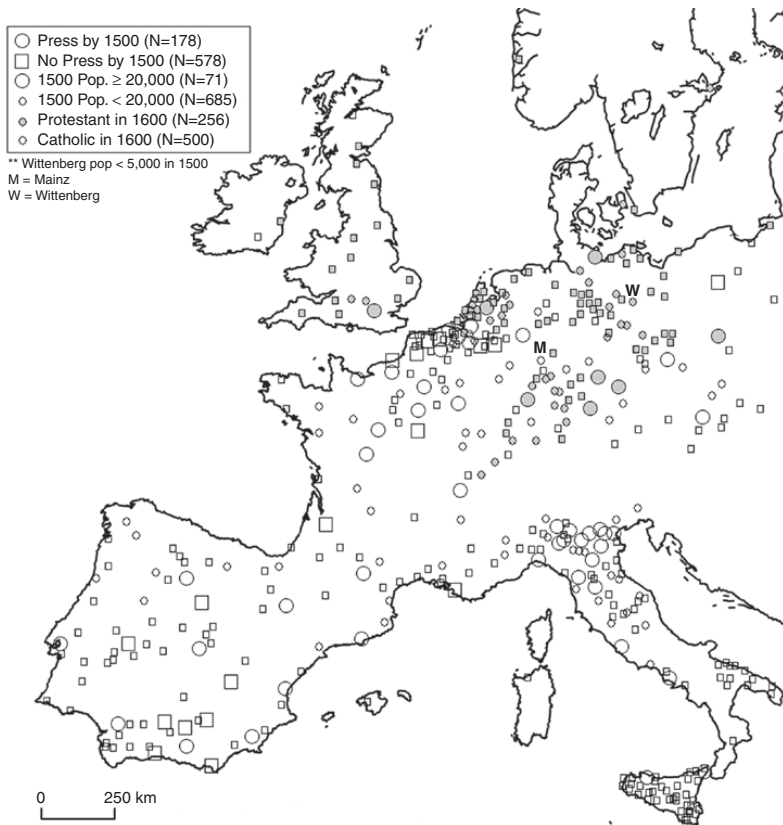 Press by 1500 (N=178)
No Press by 1500 (N=578)
1500 Pop. ≥ 20,000 (N=71)
1500 Pop. < 20,000 (N=685)
Protestant in 1600 (N=256)
Catholic in 1600 (N=500)
** Wittenberg pop < 5,000 in 1500
M = Mainz
W = Wittenberg
W
M
0 250 km